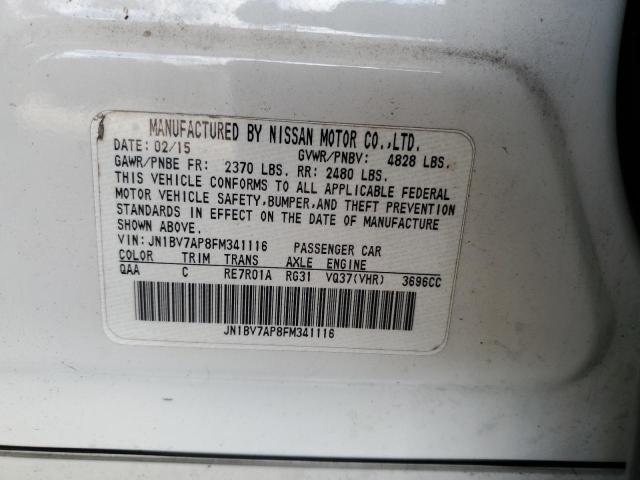 MANUFACTURED BY NISSAN MOTOR CO.,LTD.
DATE: 02/15 GVWR/PNBV: 4828 LBS.
GAWR/PNBE FR: 2370 LBS. RR: 2480 LBS.
THIS VEHICLE CONFORMS TO ALL APPLICABLE FEDERAL
MOTOR VEHICLE SAFETY, BUMPER, AND THEFT PREVENTION
STANDARDS IN EFFECT ON THE DATE OF MANUFACTURE
SHOWN ABOVE.
VIN: JN1BV7AP8FM341116 PASSENGER CAR
COLOR TRIM TRANS AXLE ENGINE
QAA C RE7R01A RG31 VQ37(VHR) 3696CC
JN1BV7AP8FM341116